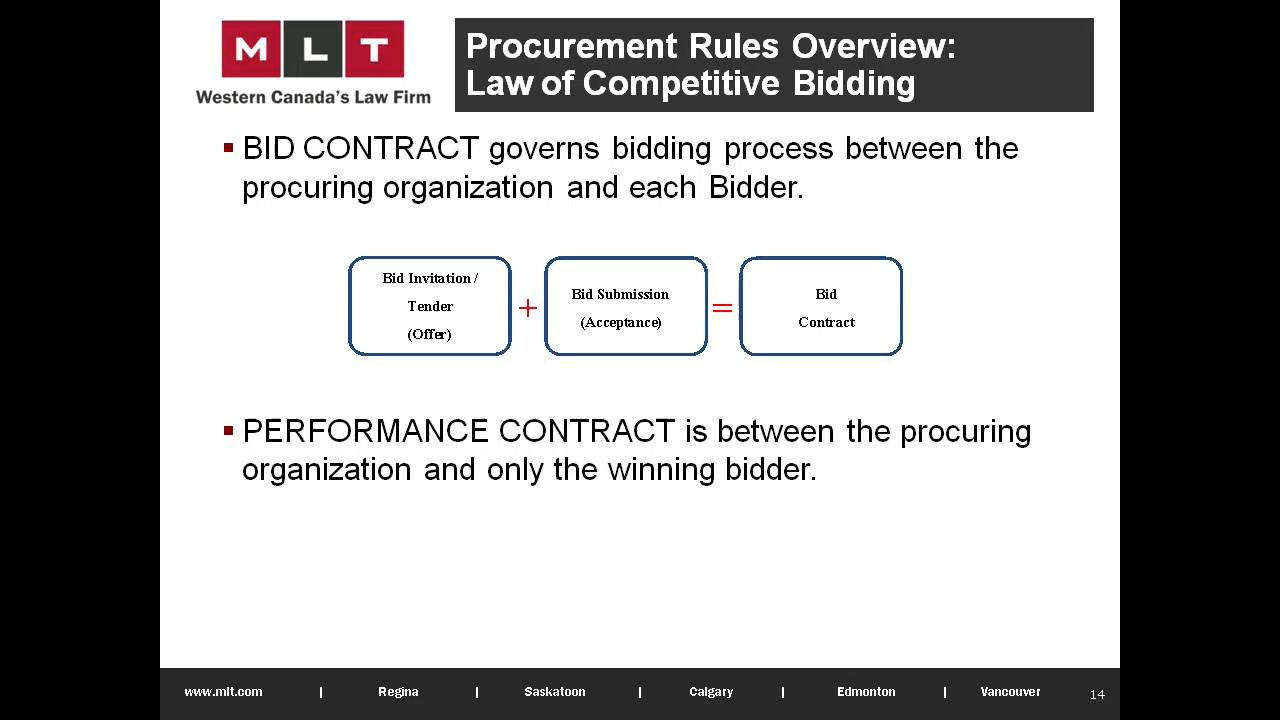 M L T
Western Canada's Law Firm
Procurement Rules Overview:
Law of Competitive Bidding
▪ BID CONTRACT governs bidding process between the
procuring organization and each Bidder.
Bid Invitation /
Tender
(Offer)
+
Bid Submission
(Acceptance)
=
Bid
Contract
▪ PERFORMANCE CONTRACT is between the procuring
organization and only the winning bidder.
www.mlt.com | Regina | Saskatoon | Calgary | Edmonton | Vancouver 14